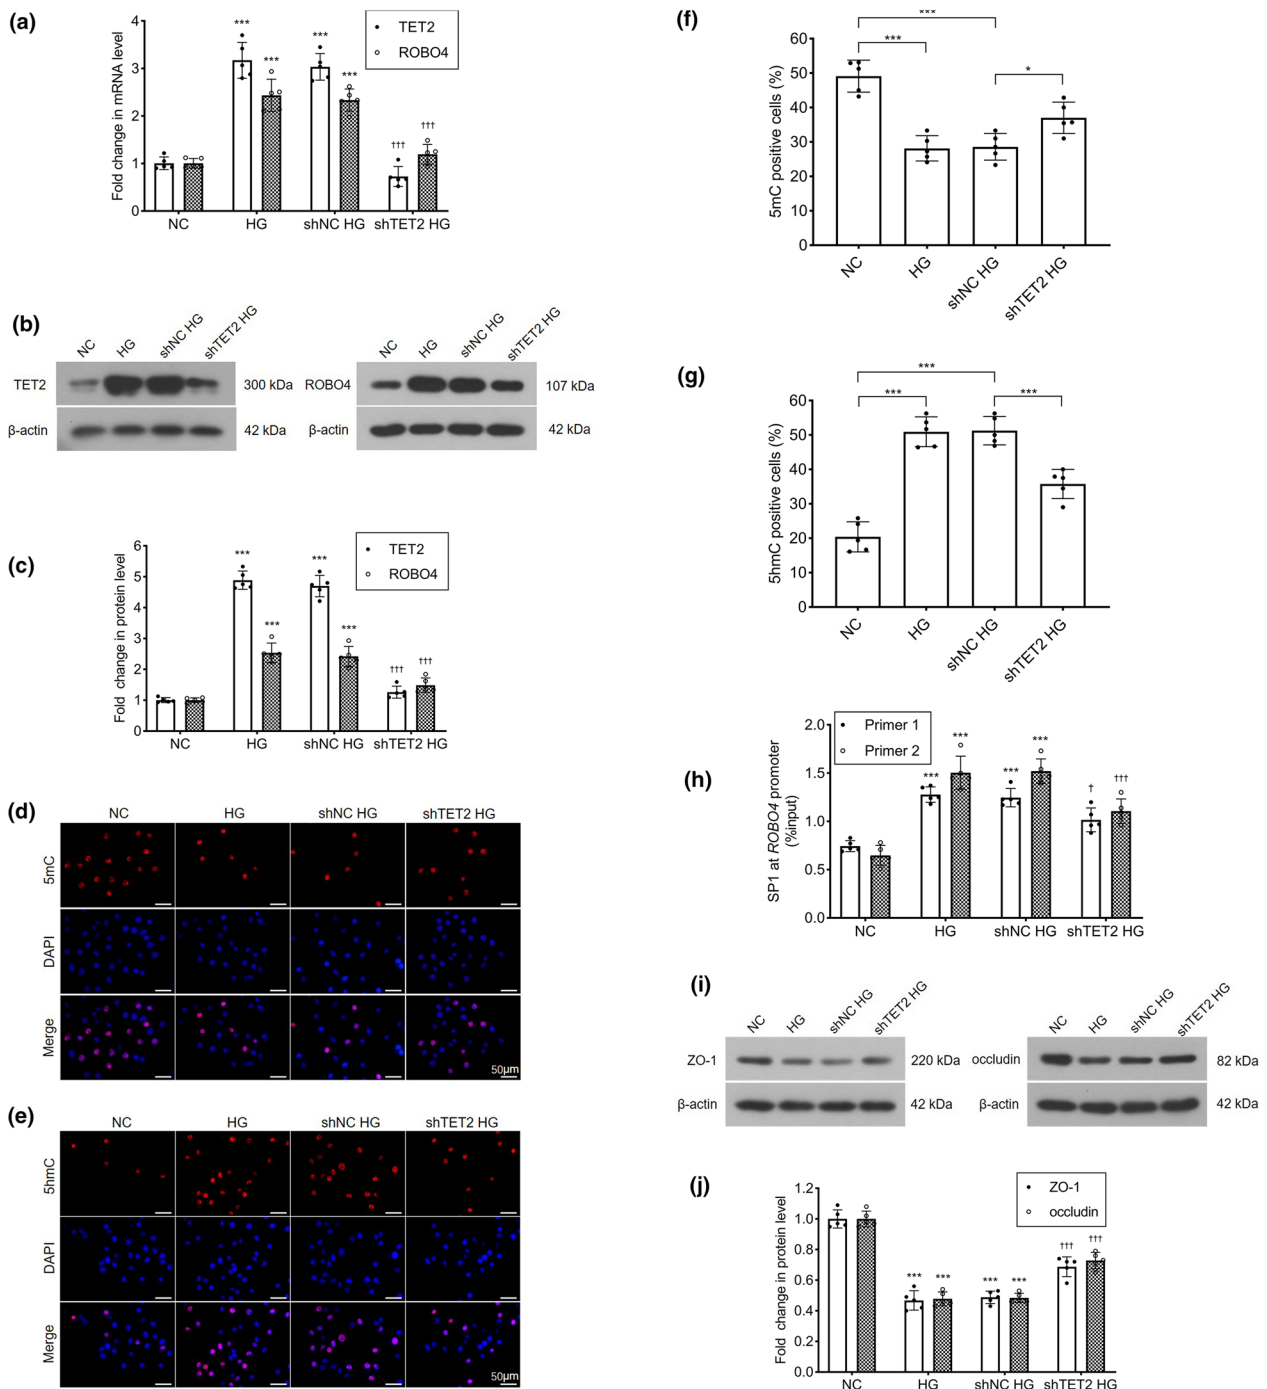 (a)
Fold change in mRNA level
4
3
2
1
0
***
***
***
***
†††
†††
TET2
ROBO4
NC
HG
shNC HG
shTET2 HG
(b)
NC
HG
shNC HG
shTET2 HG
TET2
300 kDa
β-actin
42 kDa
NC
HG
shNC HG
shTET2 HG
ROBO4
107 kDa
β-actin
42 kDa
(c)
Fold change in protein level
6
5
4
3
2
1
0
***
***
***
***
†††
†††
TET2
ROBO4
NC
HG
shNC HG
shTET2 HG
(d)
NC
HG
shNC HG
shTET2 HG
5mC
DAPI
Merge
50μm
(e)
NC
HG
shNC HG
shTET2 HG
5hmC
DAPI
Merge
50μm
(f)
5mC positive cells (%)
60
50
40
30
20
10
0
***
***
*
NC
HG
shNC HG
shTET2 HG
(g)
5hmC positive cells (%)
60
50
40
30
20
10
0
***
***
***
NC
HG
shNC HG
shTET2 HG
(h)
SP1 at ROBO4 promoter
(%input)
2.0
1.5
1.0
0.5
0.0
Primer 1
Primer 2
***
***
***
***
†
†††
NC
HG
shNC HG
shTET2 HG
(i)
NC
HG
shNC HG
shTET2 HG
ZO-1
220 kDa
β-actin
42 kDa
NC
HG
shNC HG
shTET2 HG
occludin
82 kDa
β-actin
42 kDa
(j)
Fold change in protein level
1.2
1.0
0.8
0.6
0.4
0.2
0.0
ZO-1
occludin
***
***
***
***
†††
†††
NC
HG
shNC HG
shTET2 HG